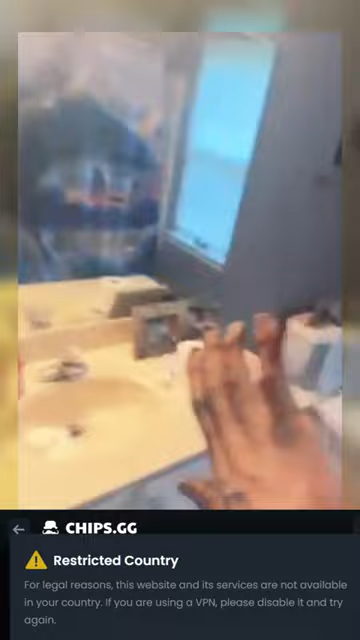 CHIPS.GG
Restricted Country
For legal reasons, this website and its services are not available
in your country. If you are using a VPN, please disable it and try
again.